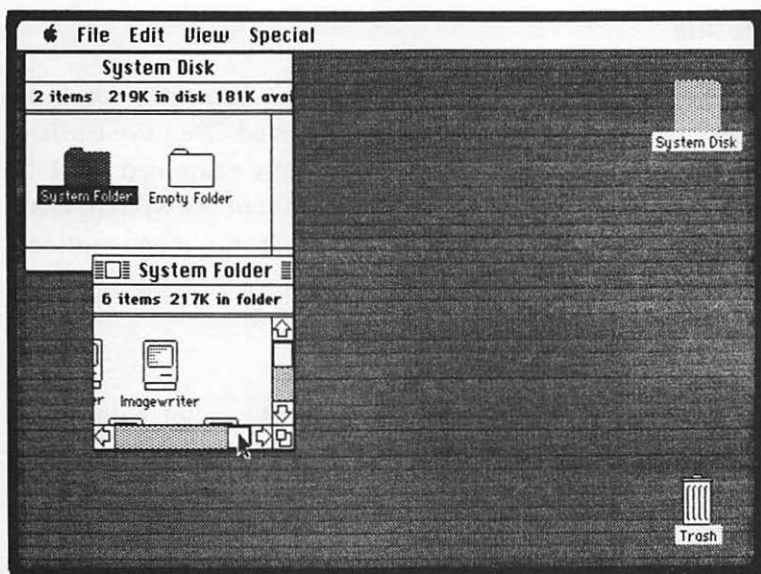 File Edit View Special
System Disk
2 items 219K in disk 181K avai
System Disk
System Folder Empty Folder
System Folder
6 items 217K in folder
er Imagewriter
Trash